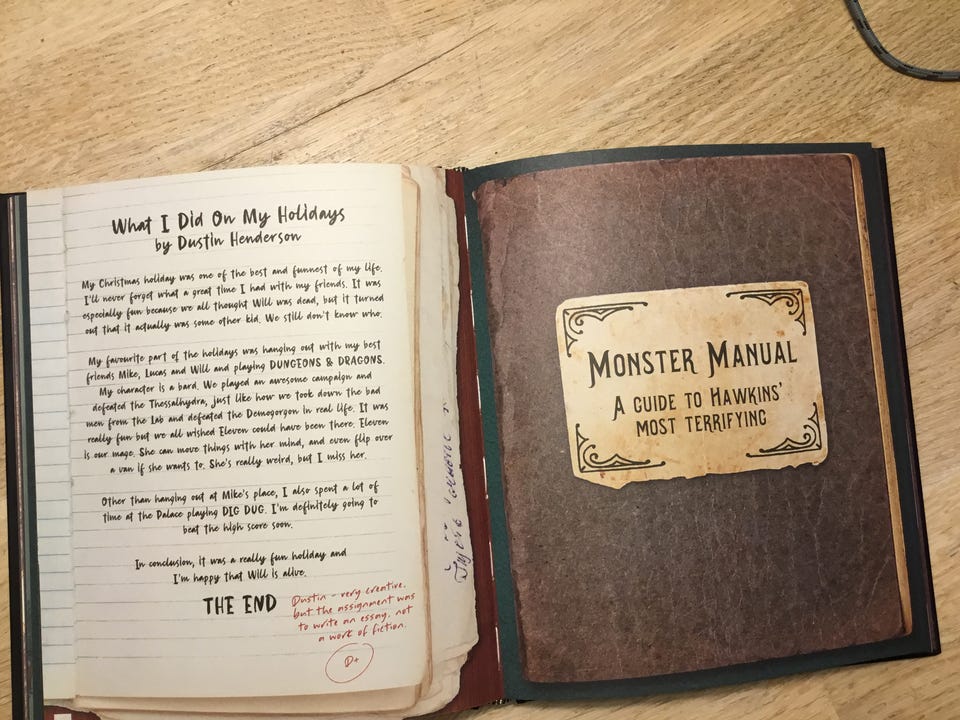 What I Did On My Holidays
by Dustin Henderson
My Christmas holiday was one of the best and funnest of my life.
I'll never forget what a great time I had with my friends. It was
especially fun because we all thought Will was dead, but it turned
out that it actually was some other kid. We still don't know who.
My favourite part of the holidays was hanging out with my best
friends Mike, Lucas and Will and playing DUNGEONS & DRAGONS.
My character is a bard. We played an awesome campaign and
defeated the Thessalhydra, just like how we took down the bad
men from the lab and defeated the Demogorgon in real life. It was
really fun but we all wished Eleven could have been there. Eleven
is our mage. She can move things with her mind, and even flip over
a van if she wants to. She's really weird, but I miss her.
Other than hanging out at Mike's place, I also spent a lot of
time at the Palace playing DIG DUG. I'm definitely going to
beat the high score soon.
In conclusion, it was a really fun holiday and
I'm happy that Will is alive.
THE END
Dustin - very creative,
but the assignment was
to write an essay, not
a work of fiction.
D+
MONSTER MANUAL
A GUIDE TO HAWKINS'
MOST TERRIFYING